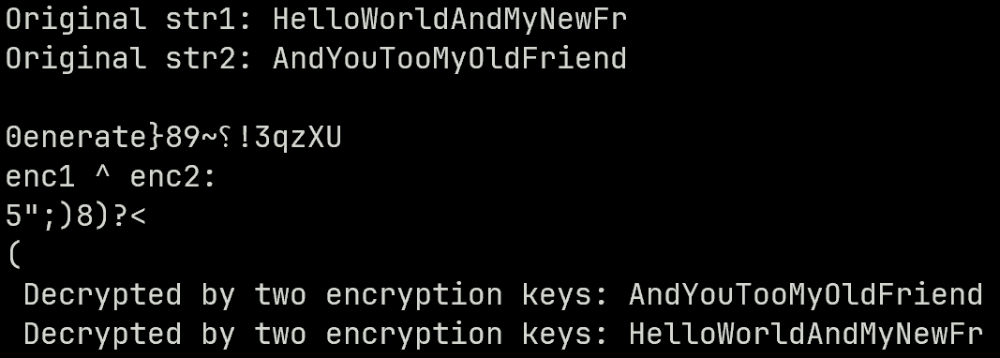 Original str1: HelloWorldAndMyNewFr
Original str2: AndYouTooMyOldFriend
0enerate}89~؟!3qzXU
enc1 ^ enc2:
5";)8)?<
(
Decrypted by two encryption keys: AndYouTooMyOldFriend
Decrypted by two encryption keys: HelloWorldAndMyNewFr